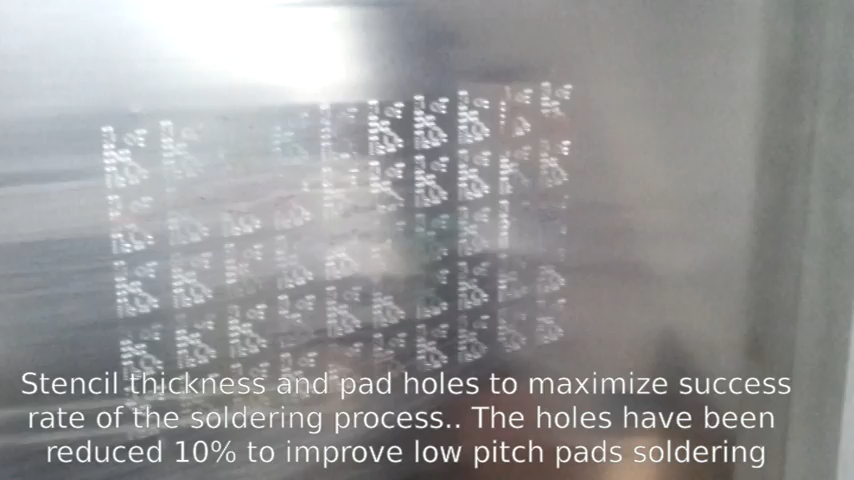 Stencil thickness and pad holes to maximize success
rate of the soldering process.. The holes have been
reduced 10% to improve low pitch pads soldering